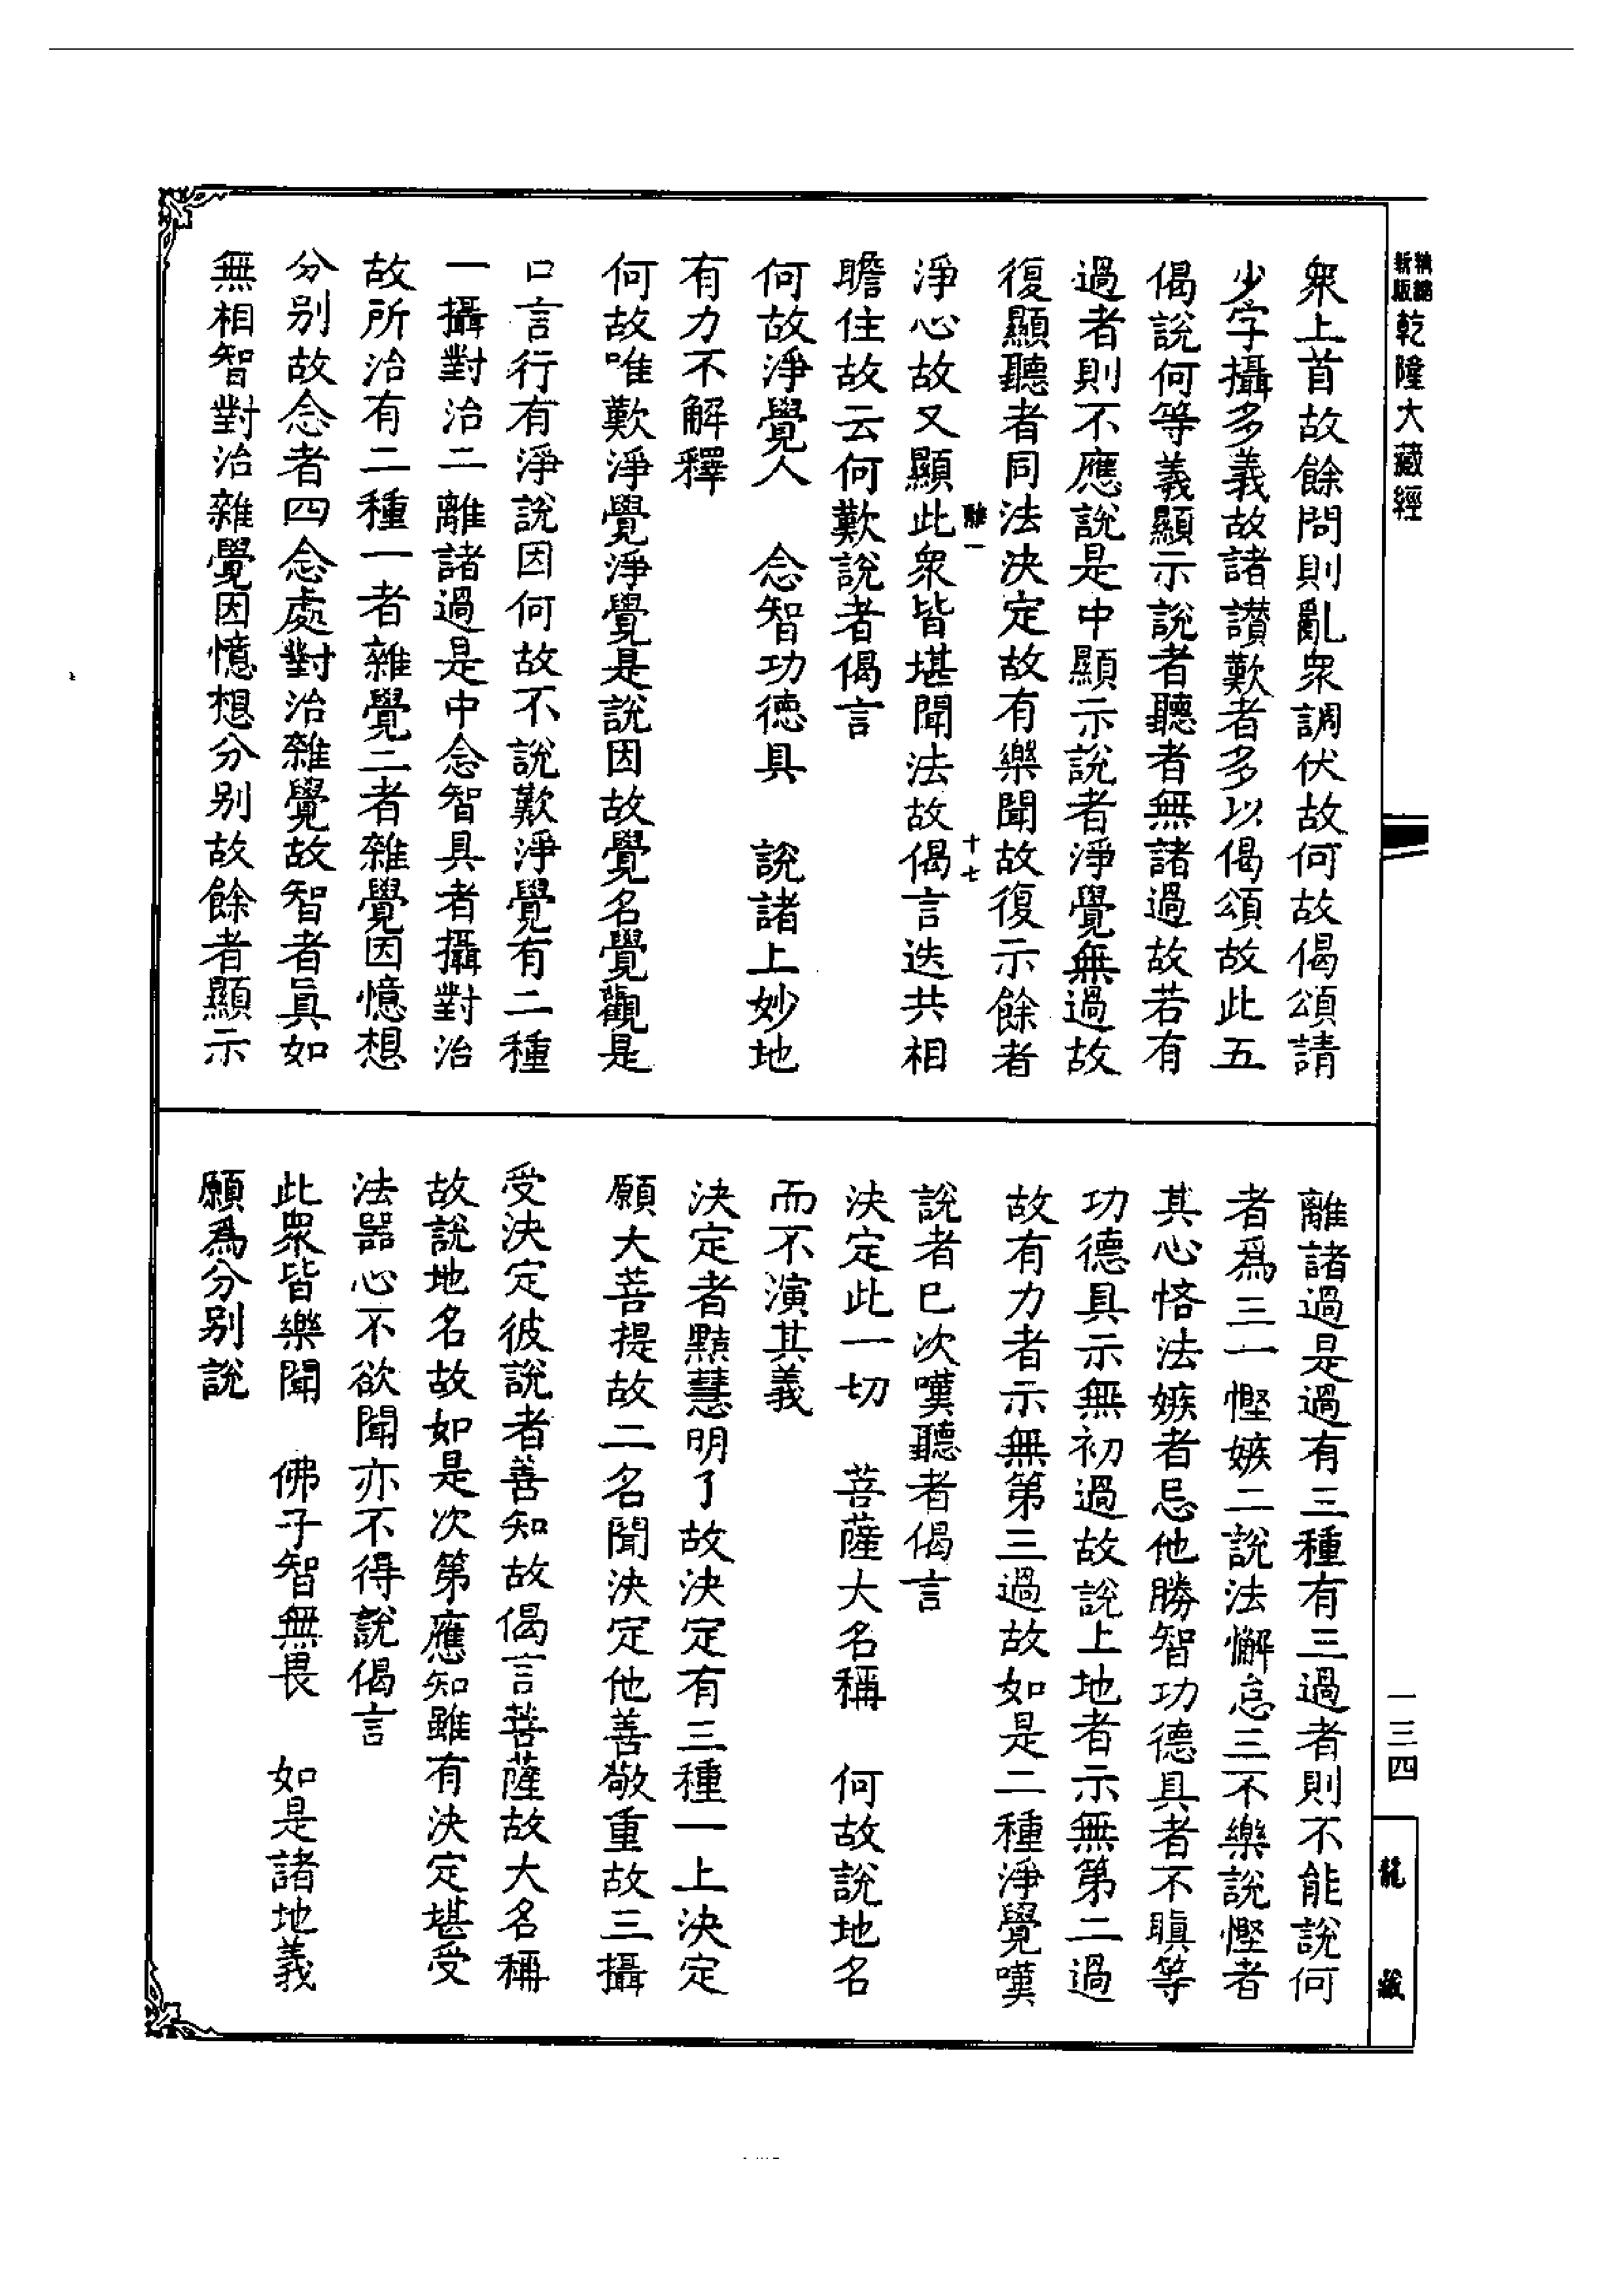 新版
精縮
乾隆大藏經
衆上首故餘問則亂衆調伏故何故偈頌請
少字攝多義故諸讃歎者多以偈頌故此五
偈說何等義顯示說者聽者無諸過故若有
過者則不應說是中顯示說者淨覺無過故
復顯聽者同法決定故有樂聞故復示餘者
離一
十七
淨心故又顯此衆皆堪聞法故偈言迭共相
瞻住故云何歎說者偈言
何故淨覺人 念智功德具 說諸上妙地
有力不解釋
何故唯歎淨覺淨覺是說因故覺名覺觀是
口言行有淨說因何故不說歎淨覺有二種
一攝對治二離諸過是中念智具者攝對治
故所治有二種一者雜覺二者雜覺因憶想
分別故念者四念處對治雜覺故智者眞如
無相智對治雜覺因憶想分別故餘者顯示
離諸過是過有三種有三過者則不能說何
者爲三一慳嫉二說法懈怠三不樂說慳者
其心悋法嫉者忌他勝智功德具者不瞋等
功德具示無初過故說上地者示無第二過
故有力者示無第三過故如是二種淨覺嘆
說者已次嘆聽者偈言
決定此一切 菩薩大名稱 何故說地名
而不演其義
決定者黠慧明了故決定有三種一上決定
願大菩提故二名聞決定他善敬重故三攝
受決定彼說者善知故偈言菩薩故大名稱
故說地名故如是次第應知雖有決定堪受
法器心不欲聞亦不得說偈言
此衆皆樂聞 佛子智無畏 如是諸地義
願爲分別說
一三四
龍藏